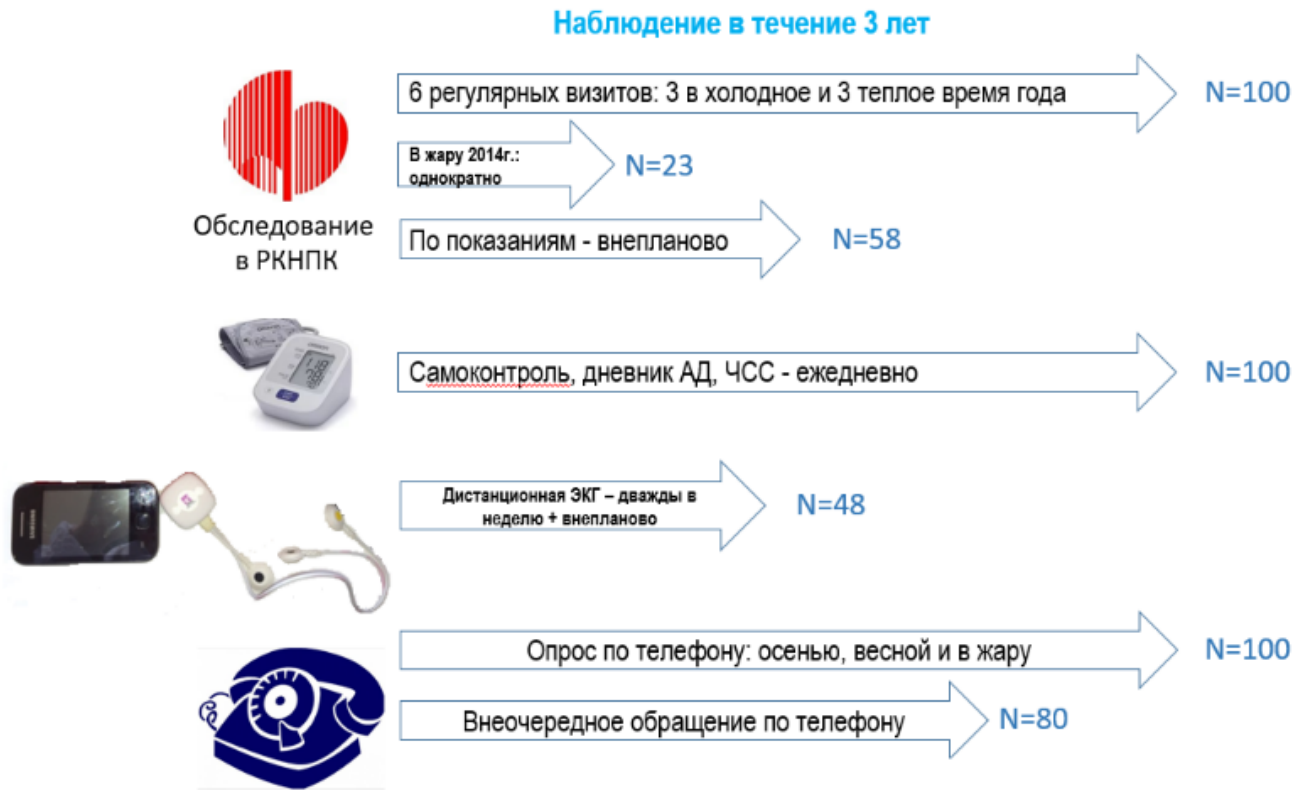 Наблюдение в течение 3 лет
6 регулярных визитов: 3 в холодное и 3 теплое время года
N=100
В жару 2014г.:
однократно
N=23
Обследование
в РКНПК
По показаниям - внепланово
N=58
Самоконтроль, дневник АД, ЧСС - ежедневно
N=100
Дистанционная ЭКГ – дважды в
неделю + внепланово
N=48
SAMSUNG
Опрос по телефону: осенью, весной и в жару
N=100
Внеочередное обращение по телефону
N=80